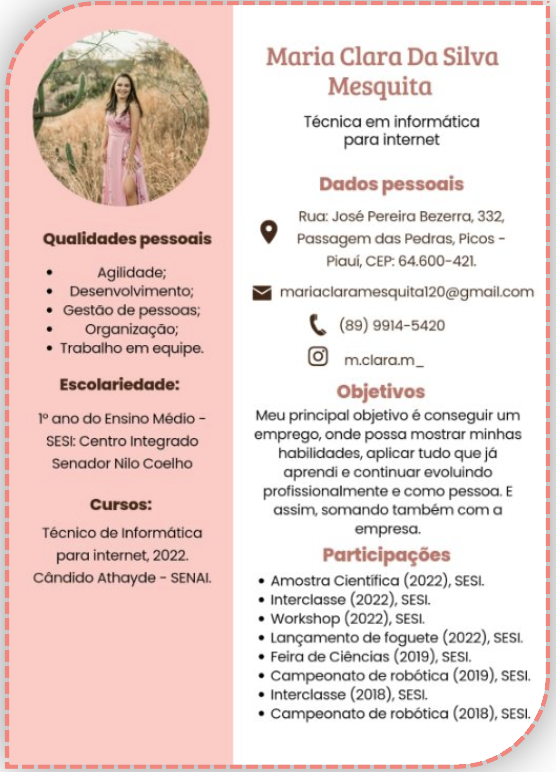 Maria Clara Da Silva
Mesquita
Técnica em informática
para internet
Dados pessoais
Rua: José Pereira Bezerra, 332,
Passagem das Pedras, Picos -
Piauí, CEP: 64.600-421.
mariaclaramesquita120@gmail.com
(89) 9914-5420
m.clara.m_
Objetivos
Meu principal objetivo é conseguir um
emprego, onde possa mostrar minhas
habilidades, aplicar tudo que já
aprendi e continuar evoluindo
profissionalmente e como pessoa. E
assim, somando também com a
empresa.
Participações
• Amostra Científica (2022), SESI.
• Interclasse (2022), SESI.
• Workshop (2022), SESI.
• Lançamento de foguete (2022), SESI.
• Feira de Ciências (2019), SESI.
• Campeonato de robótica (2019), SESI.
• Interclasse (2018), SESI.
• Campeonato de robótica (2018), SESI.
Qualidades pessoais
• Agilidade;
• Desenvolvimento;
• Gestão de pessoas;
• Organização;
• Trabalho em equipe.
Escolariedade:
1º ano do Ensino Médio -
SESI: Centro Integrado
Senador Nilo Coelho
Cursos:
Técnico de Informática
para internet, 2022.
Cândido Athayde - SENAI.